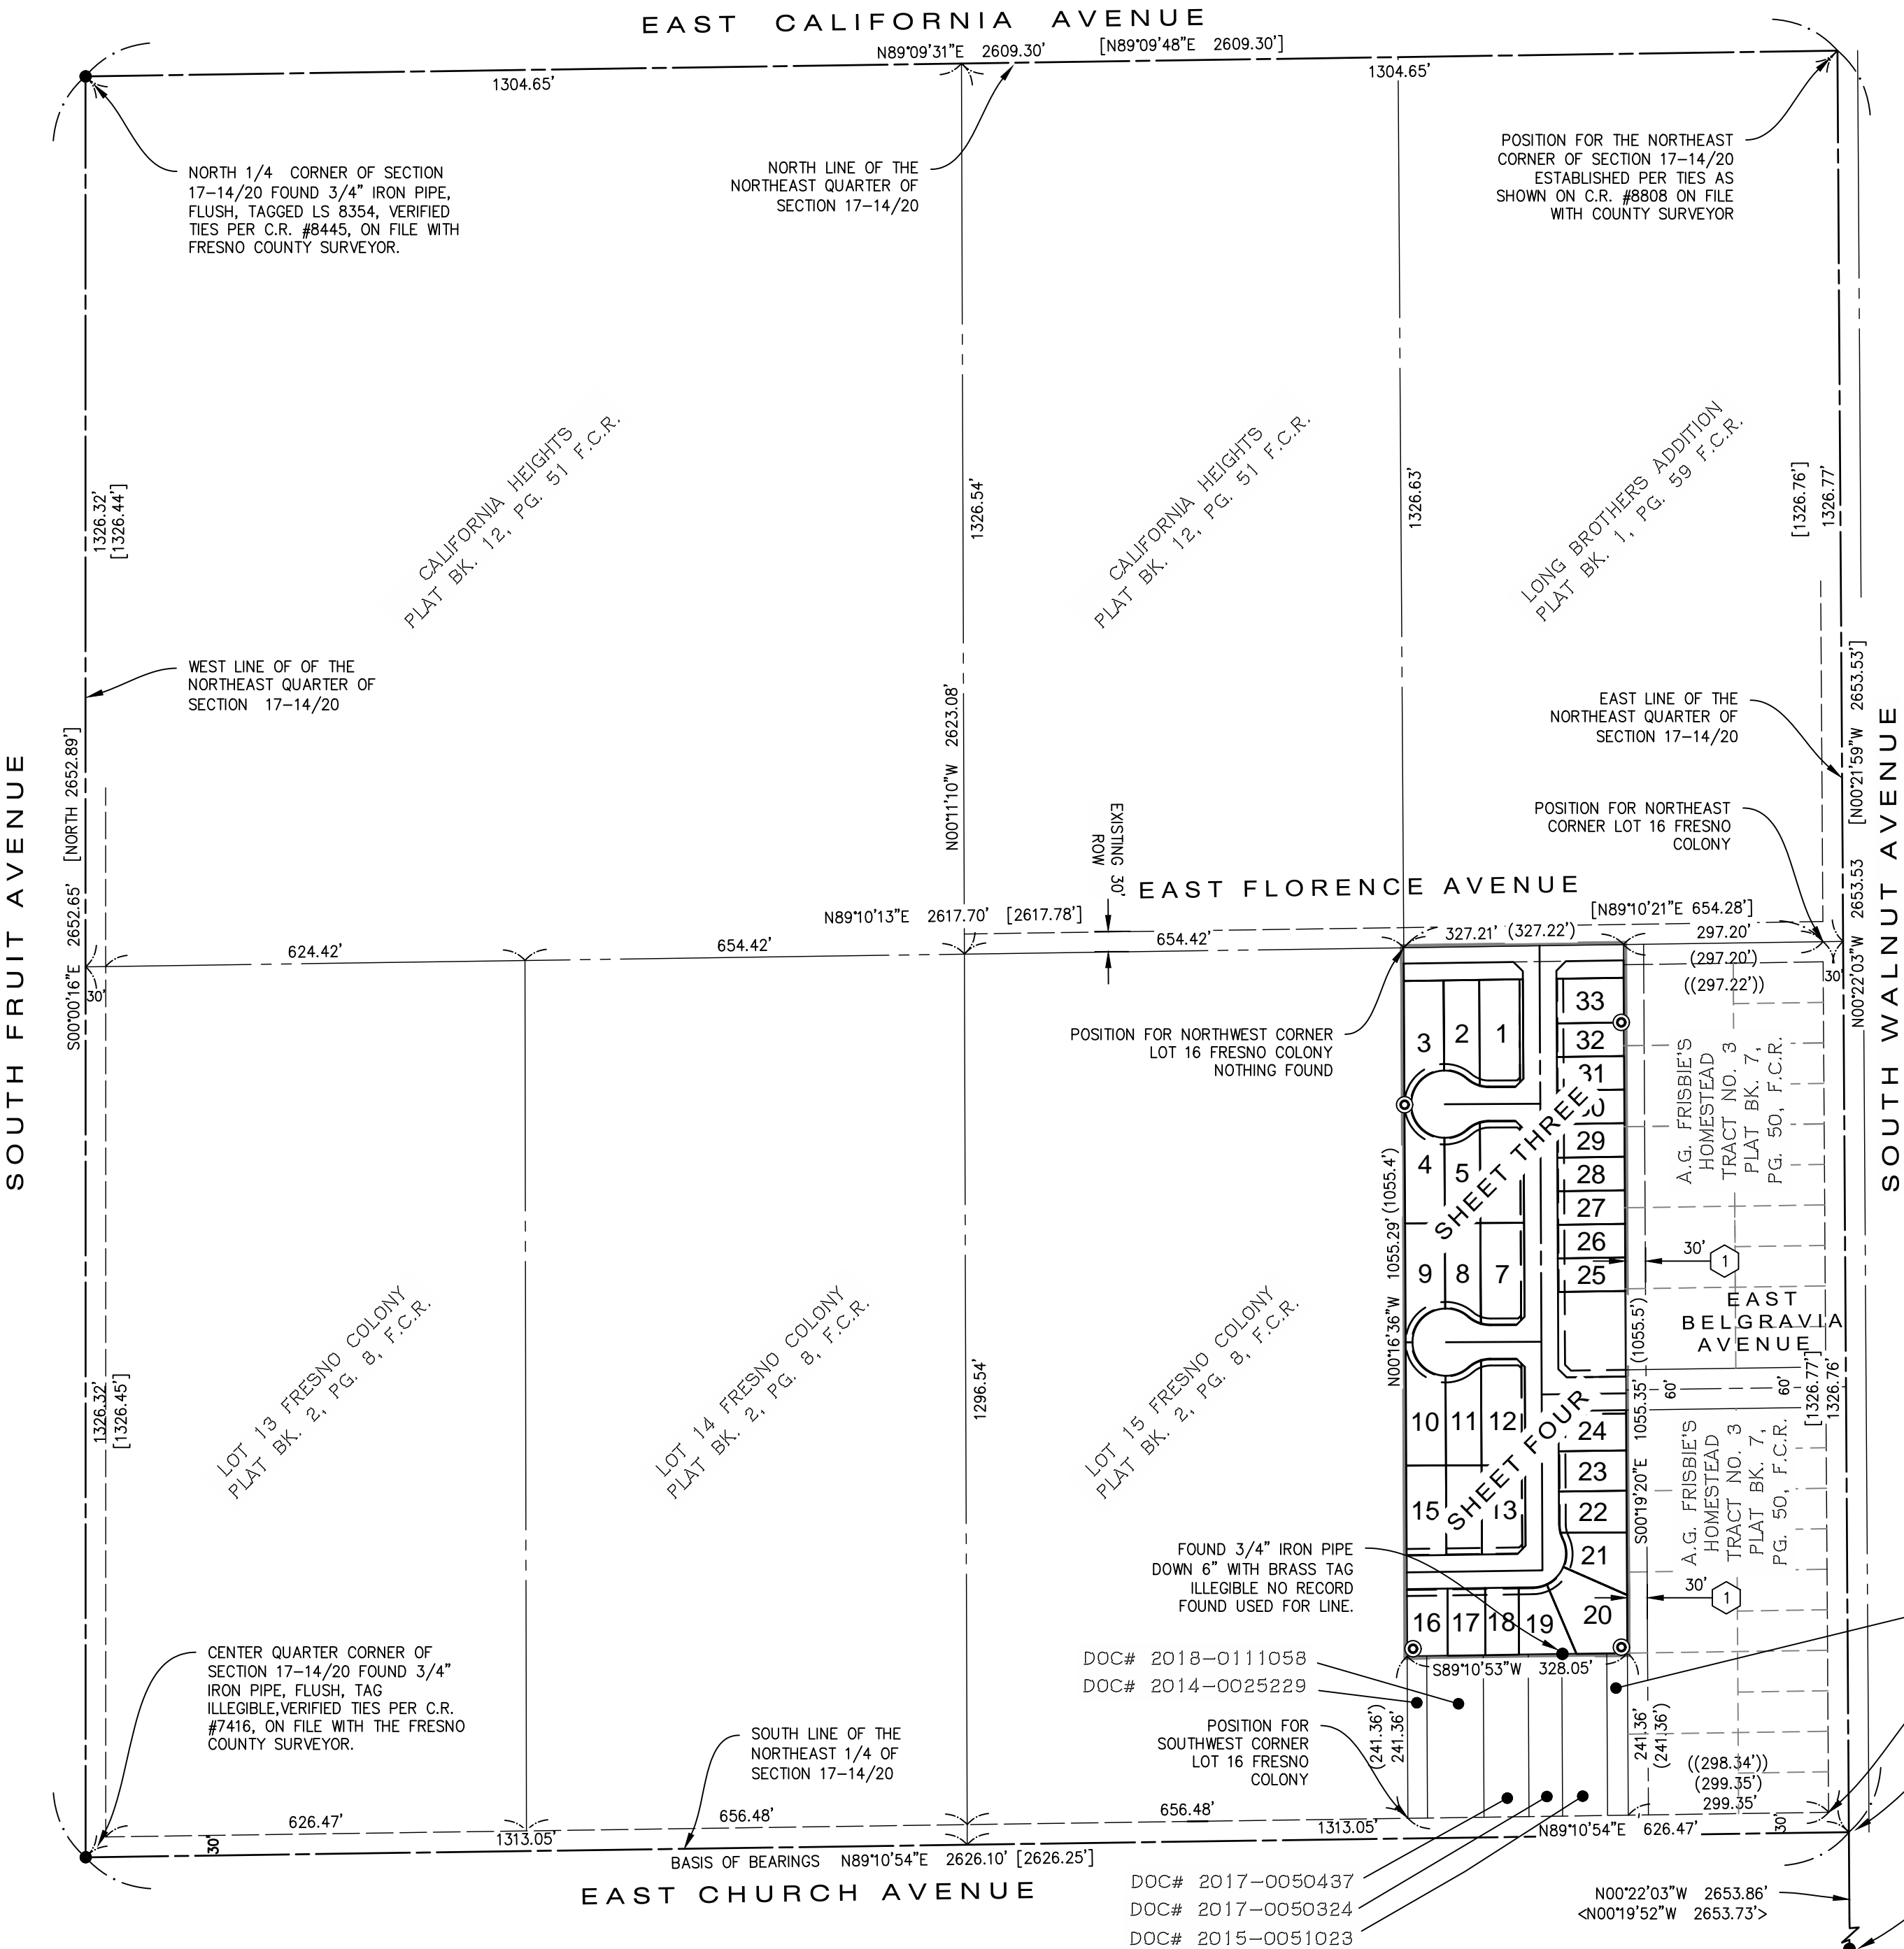 EAST CALIFORNIA AVENUE
N89°09'31"E 2609.30' [N89°09'48"E 2609.30']
1304.65'
1304.65'
NORTH 1/4 CORNER OF SECTION
17-14/20 FOUND 3/4" IRON PIPE,
FLUSH, TAGGED LS 8354, VERIFIED
TIES PER C.R. #8445, ON FILE WITH
FRESNO COUNTY SURVEYOR.
NORTH LINE OF THE
NORTHEAST QUARTER OF
SECTION 17-14/20
POSITION FOR THE NORTHEAST
CORNER OF SECTION 17-14/20
ESTABLISHED PER TIES AS
SHOWN ON C.R. #8808 ON FILE
WITH COUNTY SURVEYOR
1326.32'
[1326.44']
CALIFORNIA HEIGHTS
PLAT BK. 12, PG. 51 F.C.R.
1326.54'
CALIFORNIA HEIGHTS
PLAT BK. 12, PG. 51 F.C.R.
1326.63'
LONG BROTHERS ADDITION
PLAT BK. 1, PG. 59 F.C.R.
[1326.76']
1326.77'
WEST LINE OF OF THE
NORTHEAST QUARTER OF
SECTION 17-14/20
EAST LINE OF THE
NORTHEAST QUARTER OF
SECTION 17-14/20
SOUTH FRUIT AVENUE
S00°00'16"E 2652.65' [NORTH 2652.89']
N00°11'10"W 2623.08'
EXISTING 30'
ROW
EAST FLORENCE AVENUE
POSITION FOR NORTHEAST
CORNER LOT 16 FRESNO
COLONY
N00°22'03"W 2653.53 [N00°21'59"W 2653.53']
SOUTH WALNUT AVENUE
N89°10'13"E 2617.70' [2617.78']
[N89°10'21"E 654.28']
624.42'
654.42'
654.42'
327.21' (327.22')
297.20'
(297.20')
((297.22'))
30'
30'
POSITION FOR NORTHWEST CORNER
LOT 16 FRESNO COLONY
NOTHING FOUND
3
2
1
33
32
31
30
29
28
27
26
25
4
5
SHEET THREE
9
8
7
A.G. FRISBIE'S
HOMESTEAD
TRACT NO. 3
PLAT BK. 7,
PG. 50, F.C.R.
N00°16'36"W 1055.29' (1055.4')
30'
1
EAST
BELGRAVIA
AVENUE
1326.32'
[1326.45']
LOT 13 FRESNO COLONY
PLAT BK. 2, PG. 8, F.C.R.
LOT 14 FRESNO COLONY
PLAT BK. 2, PG. 8, F.C.R.
1296.54'
LOT 15 FRESNO COLONY
PLAT BK. 2, PG. 8, F.C.R.
10
11
12
24
23
22
15
13
21
SHEET FOUR
S00°19'20"E 1055.35' (1055.5')
60'
60'
[1326.77']
1326.76'
A.G. FRISBIE'S
HOMESTEAD
TRACT NO. 3
PLAT BK. 7,
PG. 50, F.C.R.
30'
1
FOUND 3/4" IRON PIPE
DOWN 6" WITH BRASS TAG
ILLEGIBLE NO RECORD
FOUND USED FOR LINE.
16
17
18
19
20
S89°10'53"W 328.05'
CENTER QUARTER CORNER OF
SECTION 17-14/20 FOUND 3/4"
IRON PIPE, FLUSH, TAG
ILLEGIBLE,VERIFIED TIES PER C.R.
#7416, ON FILE WITH THE FRESNO
COUNTY SURVEYOR.
DOC# 2018-0111058
DOC# 2014-0025229
SOUTH LINE OF THE
NORTHEAST 1/4 OF
SECTION 17-14/20
POSITION FOR
SOUTHWEST CORNER
LOT 16 FRESNO
COLONY
(241.36')
241.36'
241.36'
(241.36')
((298.34'))
(299.35')
299.35'
626.47'
656.48'
656.48'
30'
1313.05'
1313.05'
N89°10'54"E 626.47'
30'
BASIS OF BEARINGS N89°10'54"E 2626.10' [2626.25']
EAST CHURCH AVENUE
DOC# 2017-0050437
DOC# 2017-0050324
DOC# 2015-0051023
N00°22'03"W 2653.86'
<N00°19'52"W 2653.73'>